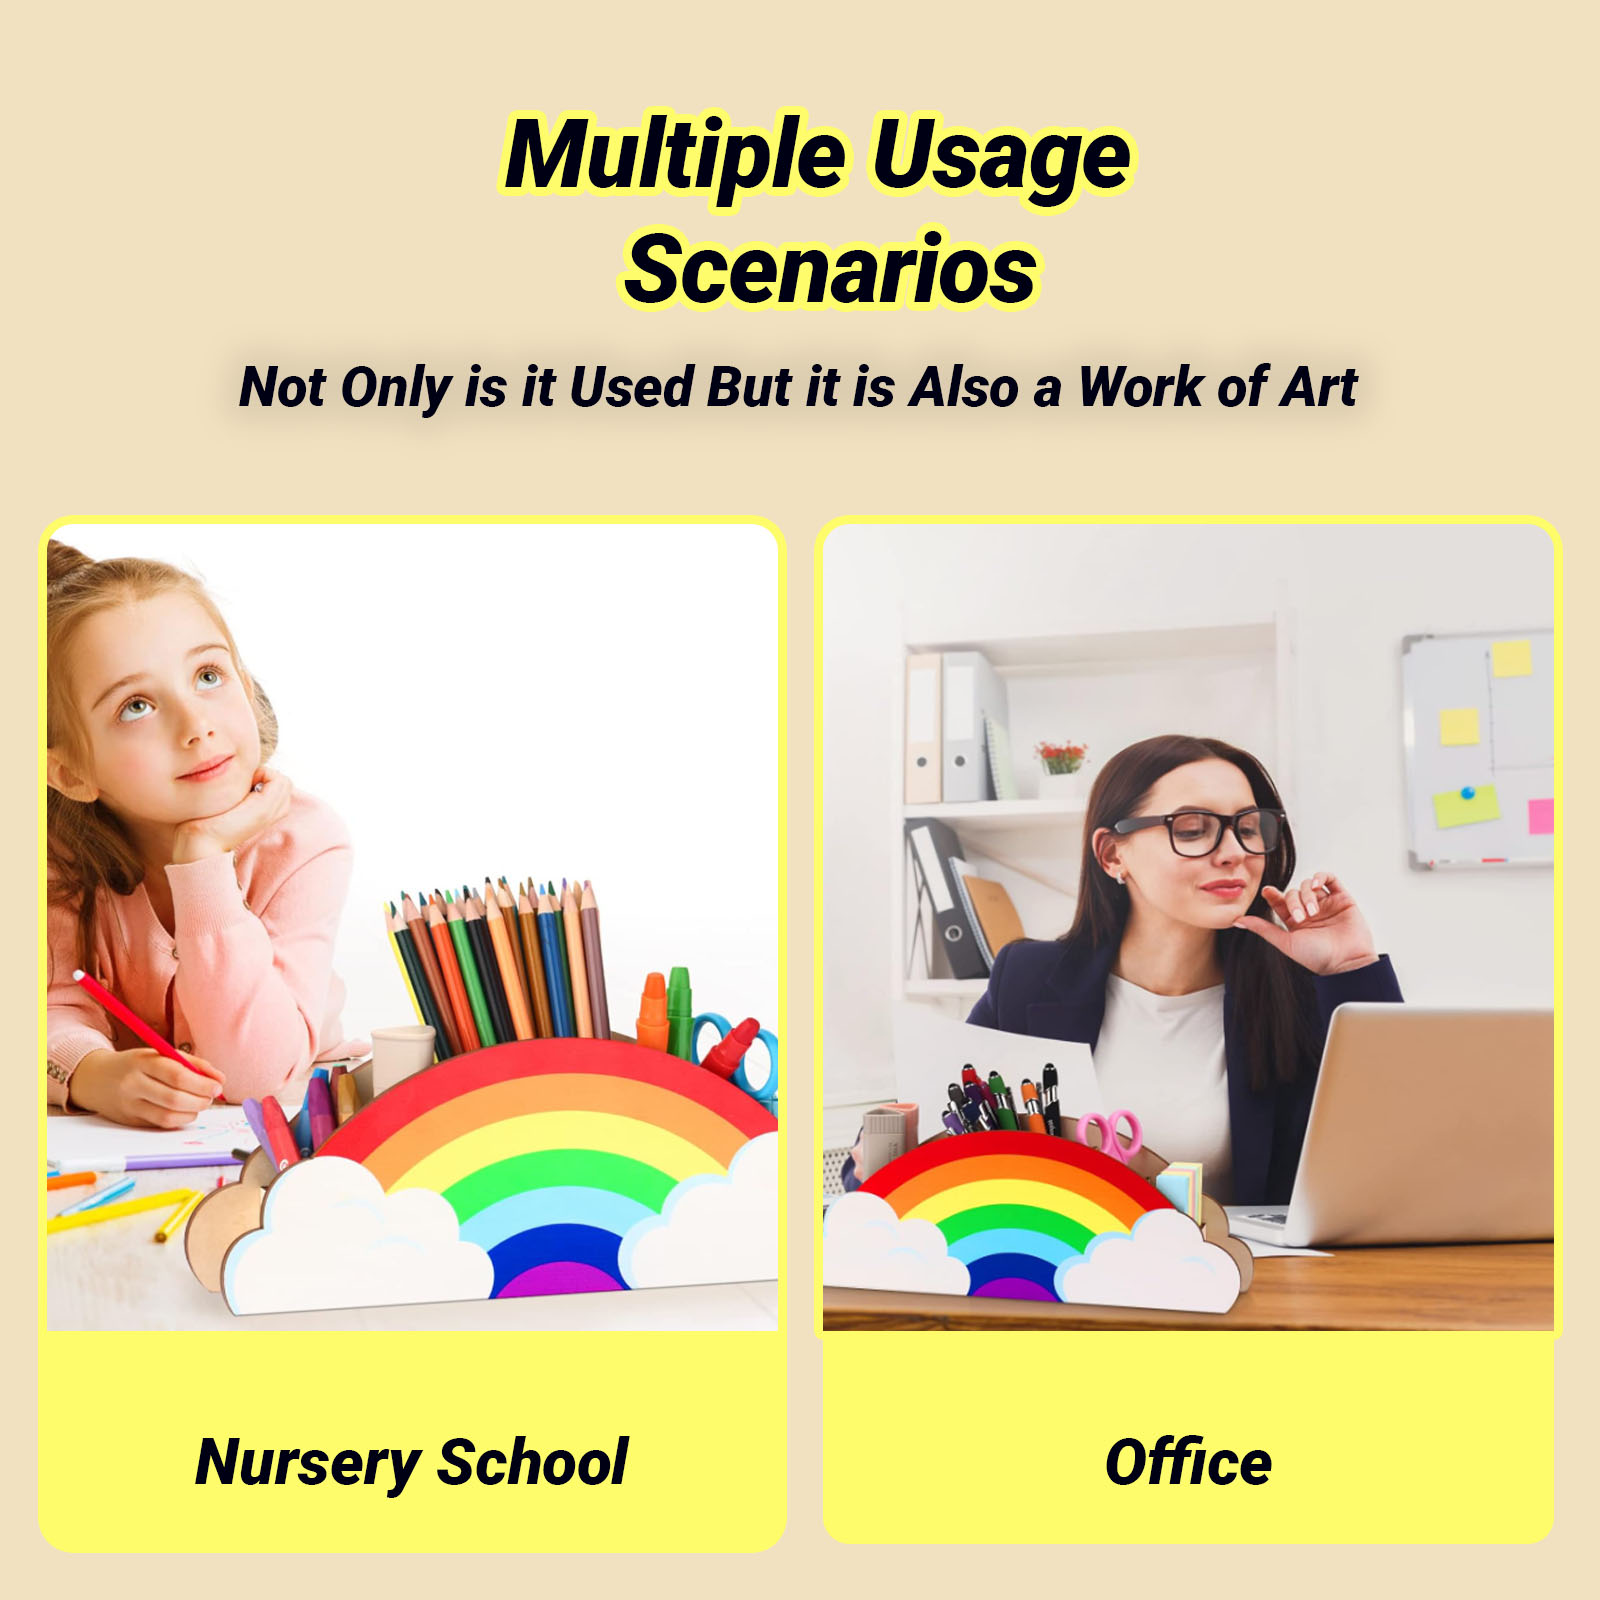 Multiple Usage
Scenarios
Not Only is it Used But it is Also a Work of Art
Nursery School
Office